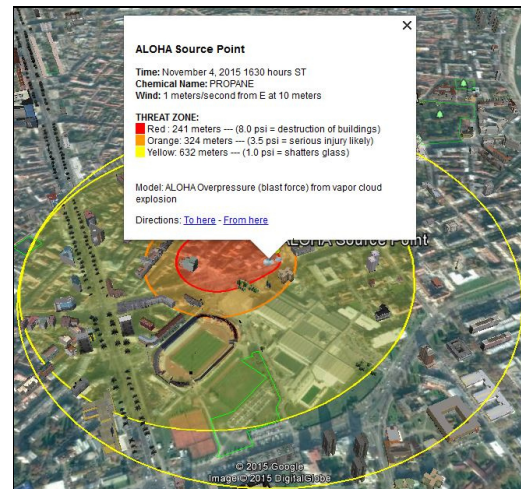 ALOHA Source Point
Time: November 4, 2015 1630 hours ST
Chemical Name: PROPANE
Wind: 1 meters/second from E at 10 meters
THREAT ZONE:
Red : 241 meters --- (8.0 psi = destruction of buildings)
Orange: 324 meters --- (3.5 psi = serious injury likely)
Yellow: 632 meters --- (1.0 psi = shatters glass)
Model: ALOHA Overpressure (blast force) from vapor cloud
explosion
Directions: To here - From here
ALOHA Source Point
© 2015 Google
Image © 2015 DigitalGlobe